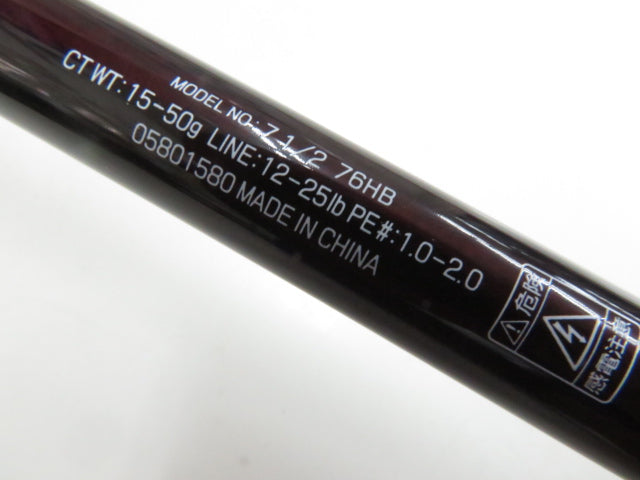 MODEL NO.: 7-1/2 76HB
CT WT: 15-50g LINE: 12-25lb PE#: 1.0-2.0
05801580 MADE IN CHINA
危険
感電注意